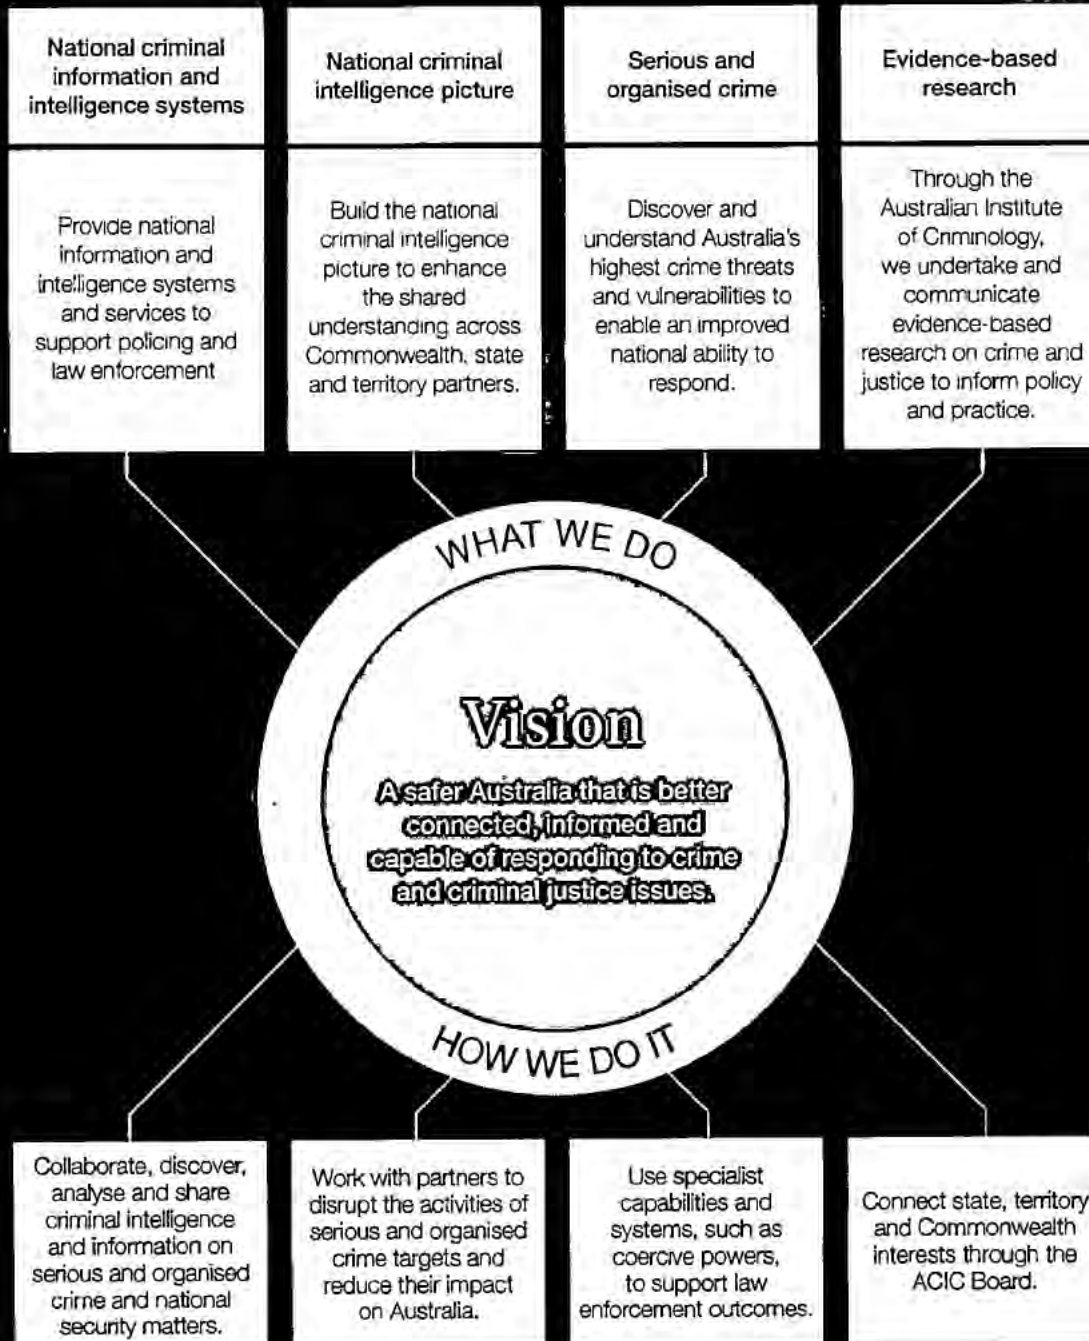 National criminal
information and
intelligence systems
National criminal
intelligence picture
Serious and
organised crime
Evidence-based
research
Provide national
information and
intelligence systems
and services to
support policing and
law enforcement
Build the national
criminal intelligence
picture to enhance
the shared
understanding across
Commonwealth, state
and territory partners.
Discover and
understand Australia's
highest crime threats
and vulnerabilities to
enable an improved
national ability to
respond.
Through the
Australian Institute
of Criminology,
we undertake and
communicate
evidence-based
research on crime and
justice to inform policy
and practice.
WHAT WE DO
Vision
A safer Australia that is better
connected, informed and
capable of responding to crime
and criminal justice issues.
HOW WE DO IT
Collaborate, discover,
analyse and share
criminal intelligence
and information on
serious and organised
crime and national
security matters.
Work with partners to
disrupt the activities of
serious and organised
crime targets and
reduce their impact
on Australia.
Use specialist
capabilities and
systems, such as
coercive powers,
to support law
enforcement outcomes.
Connect state, territory
and Commonwealth
interests through the
ACIC Board.